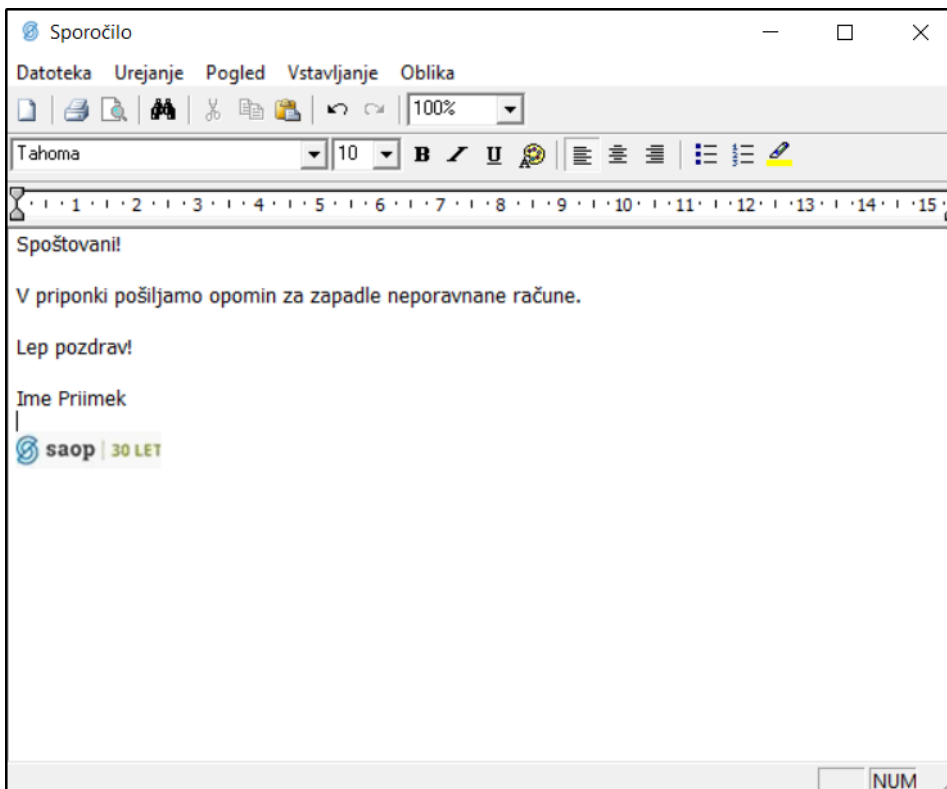 Sporočilo
Datoteka Urejanje Pogled Vstavljanje Oblika
100%
Tahoma 10 B I U
1 2 3 4 5 6 7 8 9 10 11 12 13 14 15
Spoštovani!
V priponki pošiljamo opomin za zapadle neporavnane račune.
Lep pozdrav!
Ime Priimek
saop | 30 LET
NUM